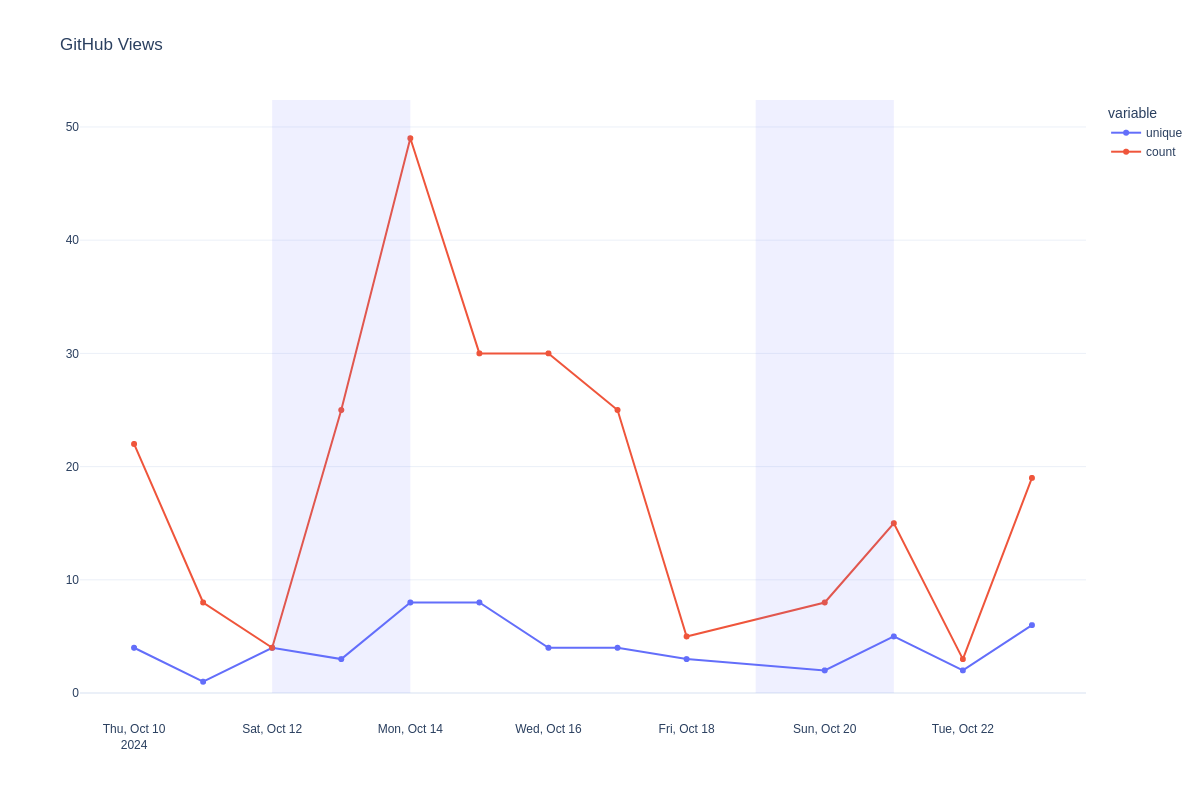 GitHub Views
variable
unique
count
50
40
30
20
10
0
Thu, Oct 10
2024
Sat, Oct 12
Mon, Oct 14
Wed, Oct 16
Fri, Oct 18
Sun, Oct 20
Tue, Oct 22